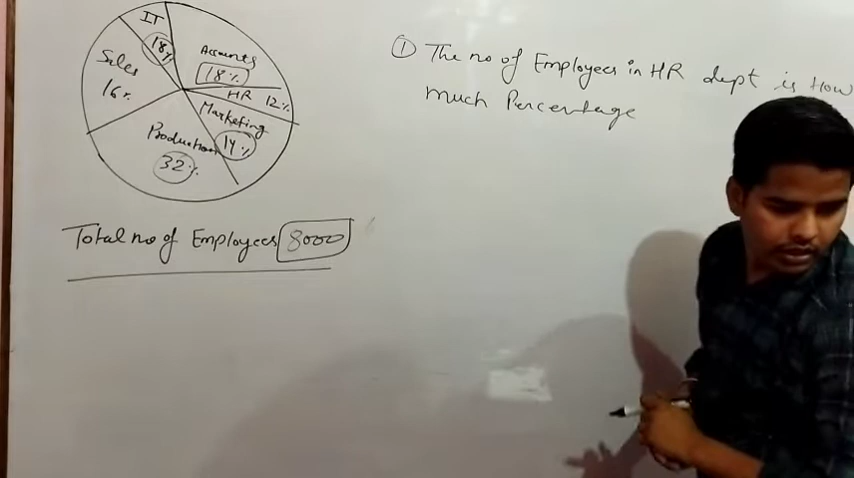 IT
18%
Accounts
18%
Sales
16%
HR 12%
Marketing
14%
Production
32%
Total no of Employees 8000
① The no of Employees in HR dept is How
much Percentage